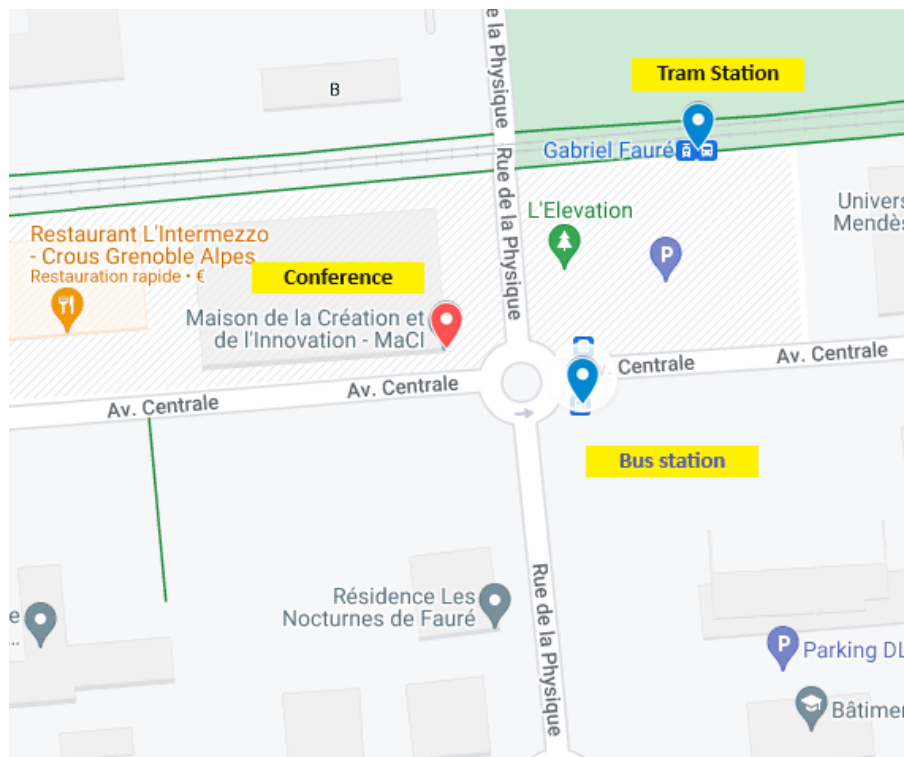 e de la Physique
Tram Station
B
Gabriel Fauré
Rue de la Physique
L'Elevation
Univers
Mendès
Restaurant L'Intermezzo
- Crous Grenoble Alpes
Restauration rapide • €
Conference
P
Maison de la Création et
de l'Innovation - MaCI
Av. Centrale
v. Centrale
Av. Centrale
Av. Centrale
Bus station
Rue de la Physique
Résidence Les
Nocturnes de Fauré
e
...
P
Parking DL
Bâtimer